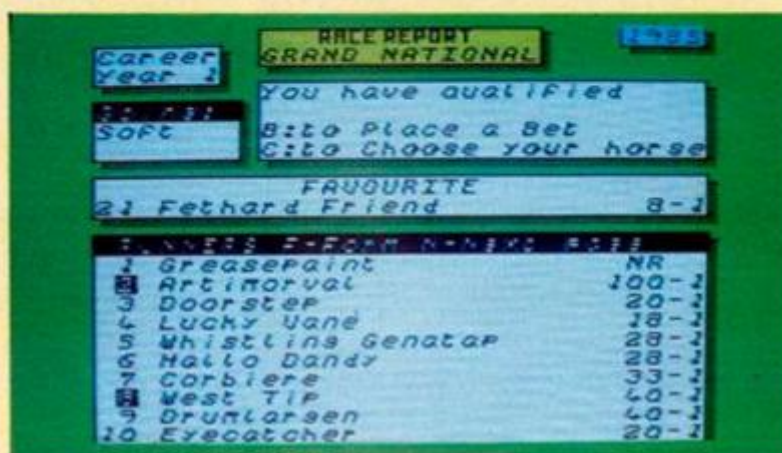 RACE REPORT
GRAND NATIONAL
1985
Career
Year 1
You have qualified
Soft
B:to Place a Bet
C:to Choose your horse
FAVOURITE
21 Fethard Friend 8-1
1 Greasepaint NR
2 Artimorval 100-1
3 Doorstep 20-1
4 Lucky Vane 18-1
5 Whistling Genatap 28-1
6 Hallo Dandy 28-1
7 Corbiere 33-1
8 West Tip 40-1
9 Drumlargen 40-1
10 Eyecatcher 20-1